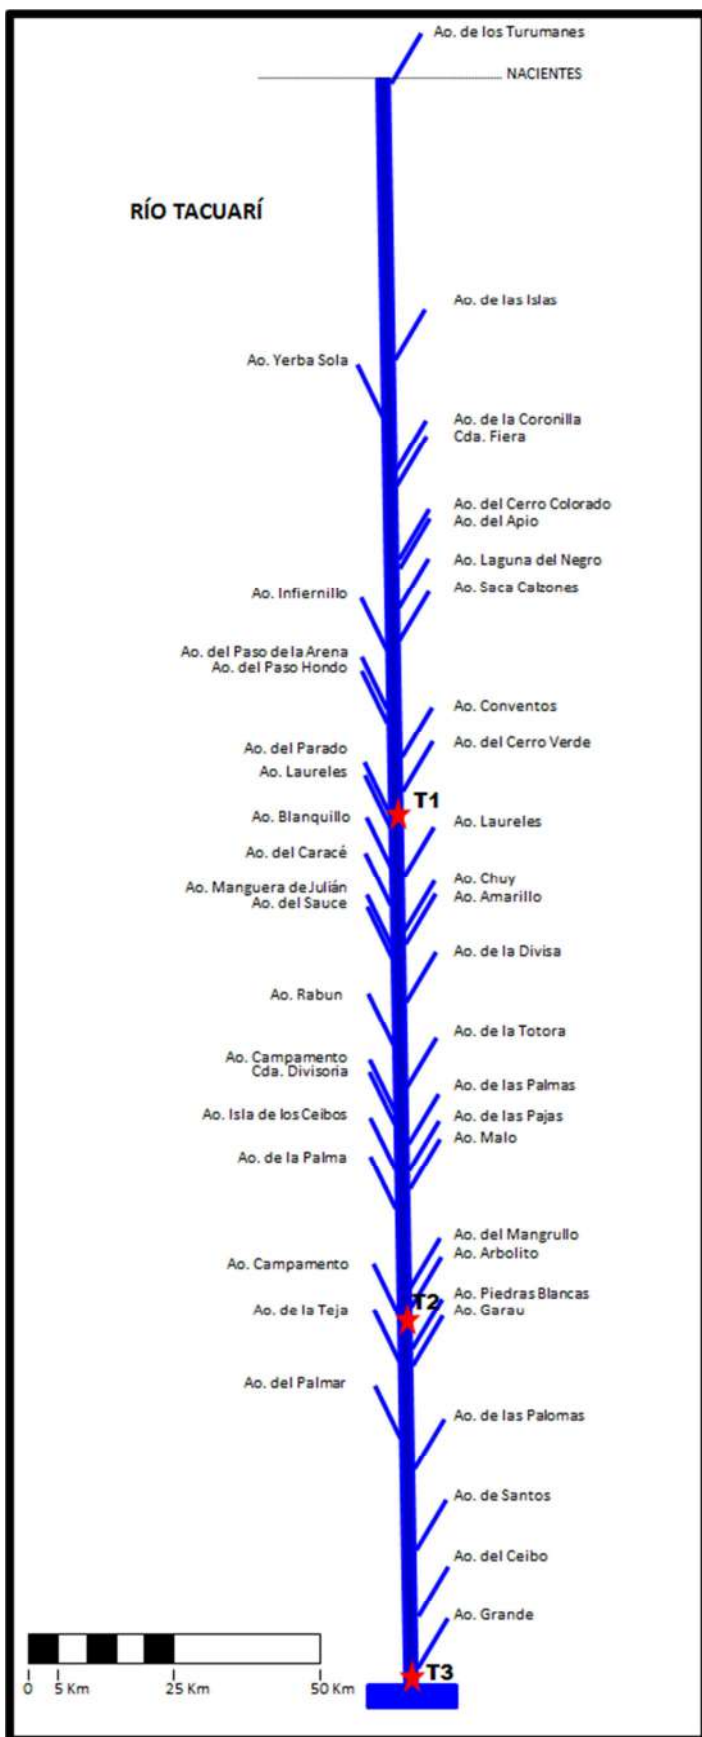 Ao. de los Turumanes
NACIENTES
RÍO TACUARÍ
Ao. de las Islas
Ao. Yerba Sola
Ao. de la Coronilla
Cda. Fiera
Ao. del Cerro Colorado
Ao. del Apio
Ao. Laguna del Negro
Ao. Saca Calzones
Ao. Infiernillo
Ao. del Paso de la Arena
Ao. del Paso Hondo
Ao. Conventos
Ao. del Cerro Verde
Ao. del Parado
Ao. Laureles
T1
Ao. Blanquillo
Ao. Laureles
Ao. del Caracé
Ao. Chuy
Ao. Manguera de Julián
Ao. Amarillo
Ao. del Sauce
Ao. de la Divisa
Ao. Rabun
Ao. de la Totora
Ao. Campamento
Cda. Divisoria
Ao. de las Palmas
Ao. Isla de los Ceibos
Ao. de las Pajas
Ao. Malo
Ao. de la Palma
Ao. del Mangrullo
Ao. Arbolito
Ao. Campamento
Ao. Piedras Blancas
T2
Ao. de la Teja
Ao. Garau
Ao. del Palmar
Ao. de las Palomas
Ao. de Santos
Ao. del Ceibo
Ao. Grande
T3
0 5 Km 25 Km 50 Km